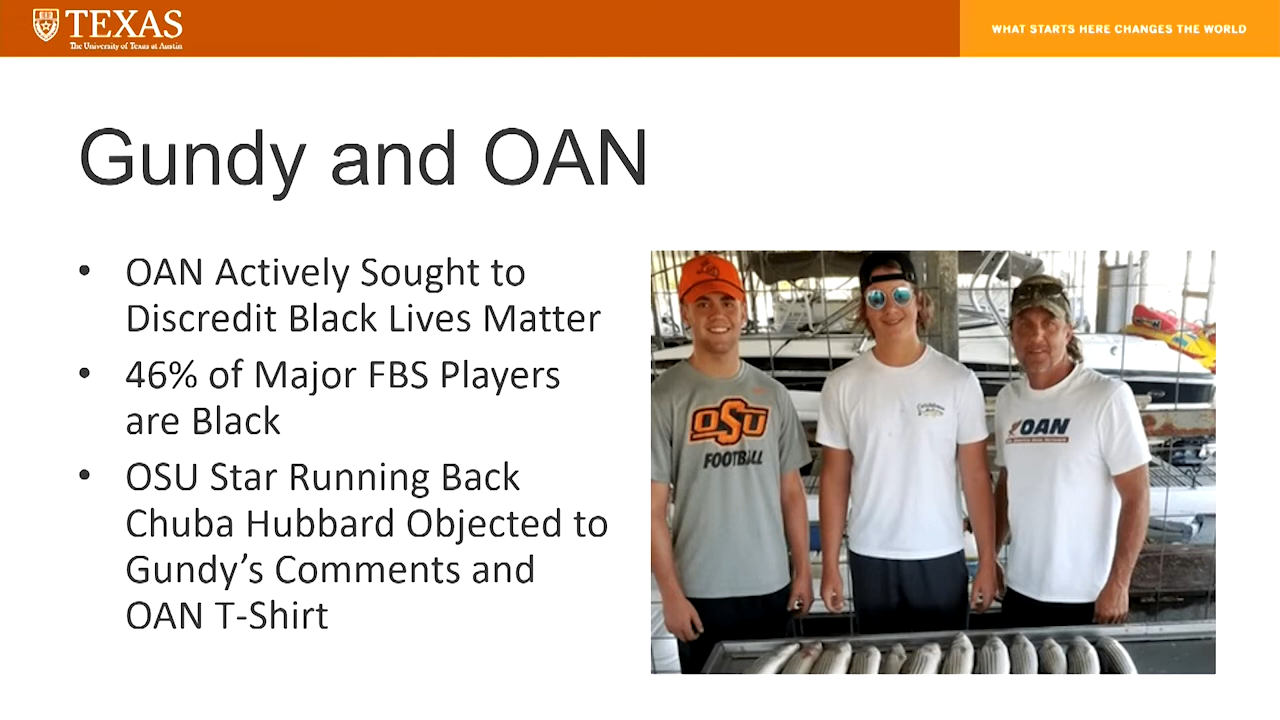 TEXAS
The University of Texas at Austin
WHAT STARTS HERE CHANGES THE WORLD
Gundy and OAN
• OAN Actively Sought to
Discredit Black Lives Matter
• 46% of Major FBS Players
are Black
• OSU Star Running Back
Chuba Hubbard Objected to
Gundy’s Comments and
OAN T-Shirt
OSU
FOOTBALL
OAN